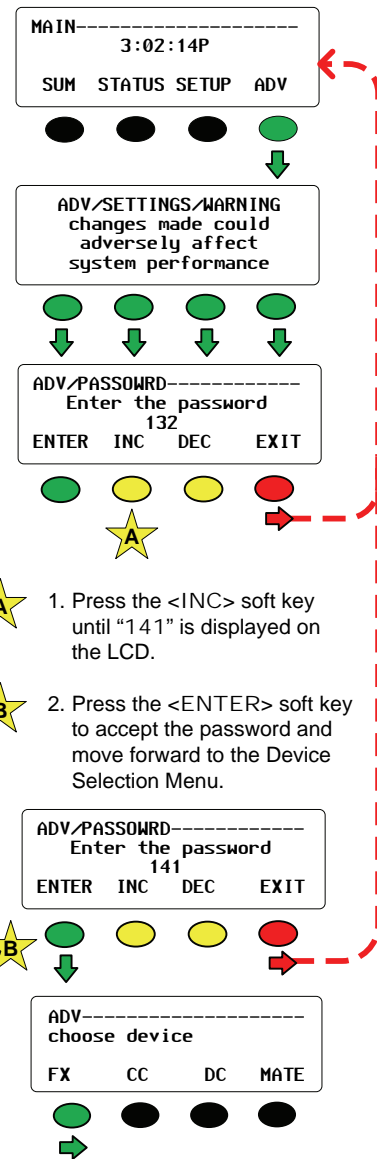 MAIN--------------------
3:02:14P
SUM STATUS SETUP ADV
ADV/SETTINGS/WARNING
changes made could
adversely affect
system performance
ADV/PASSOWRD------------
Enter the password
132
ENTER INC DEC EXIT
A
A
1. Press the <INC> soft key
until “141” is displayed on
the LCD.
B
2. Press the <ENTER> soft key
to accept the password and
move forward to the Device
Selection Menu.
ADV/PASSOWRD------------
Enter the password
141
ENTER INC DEC EXIT
B
ADV--------------------
choose device
FX CC DC MATE